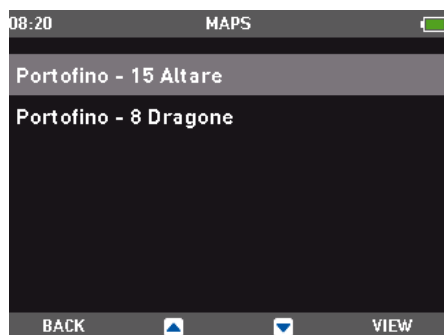 08:20 MAPS
Portofino - 15 Altare
Portofino - 8 Dragone
BACK VIEW